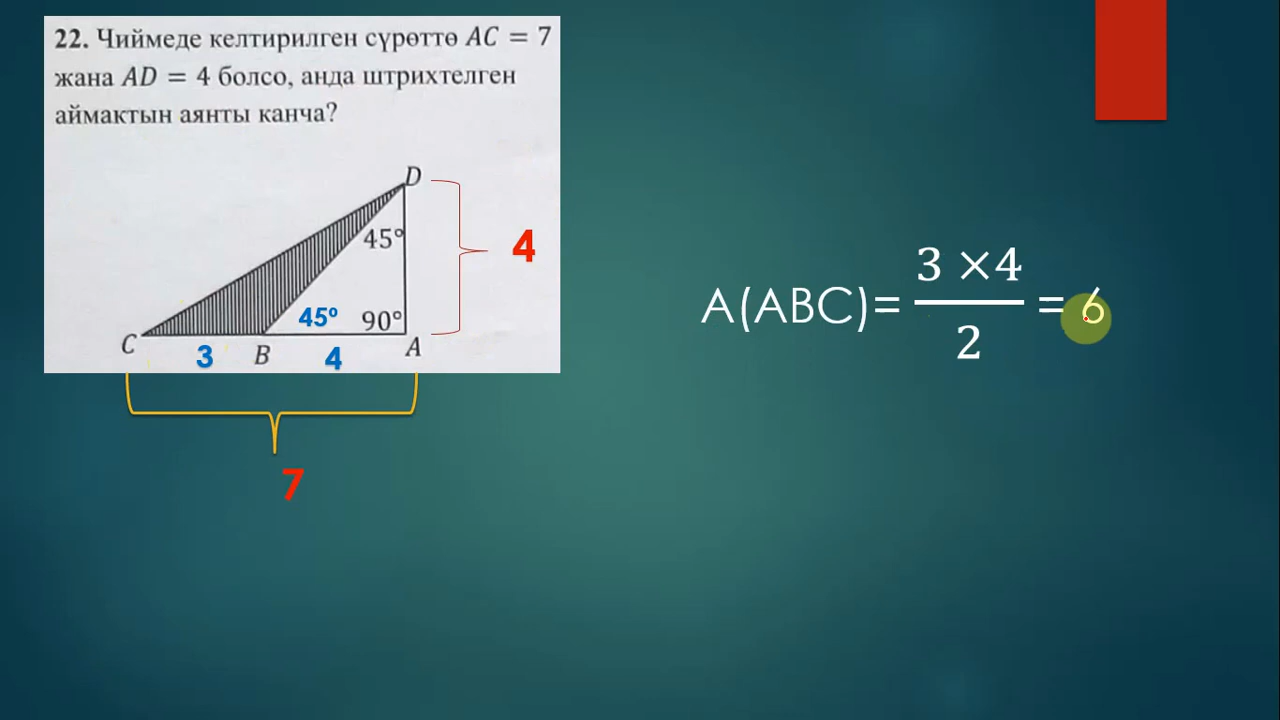 22. Чиймеде келтирилген сүрөттө AC = 7
жана AD = 4 болсо, анда штрихтелген
аймактын аянты канча?
D
45°
4
45º
90°
C
3
B
4
A
7
A(ABC)= 3 ×4 / 2 = 6